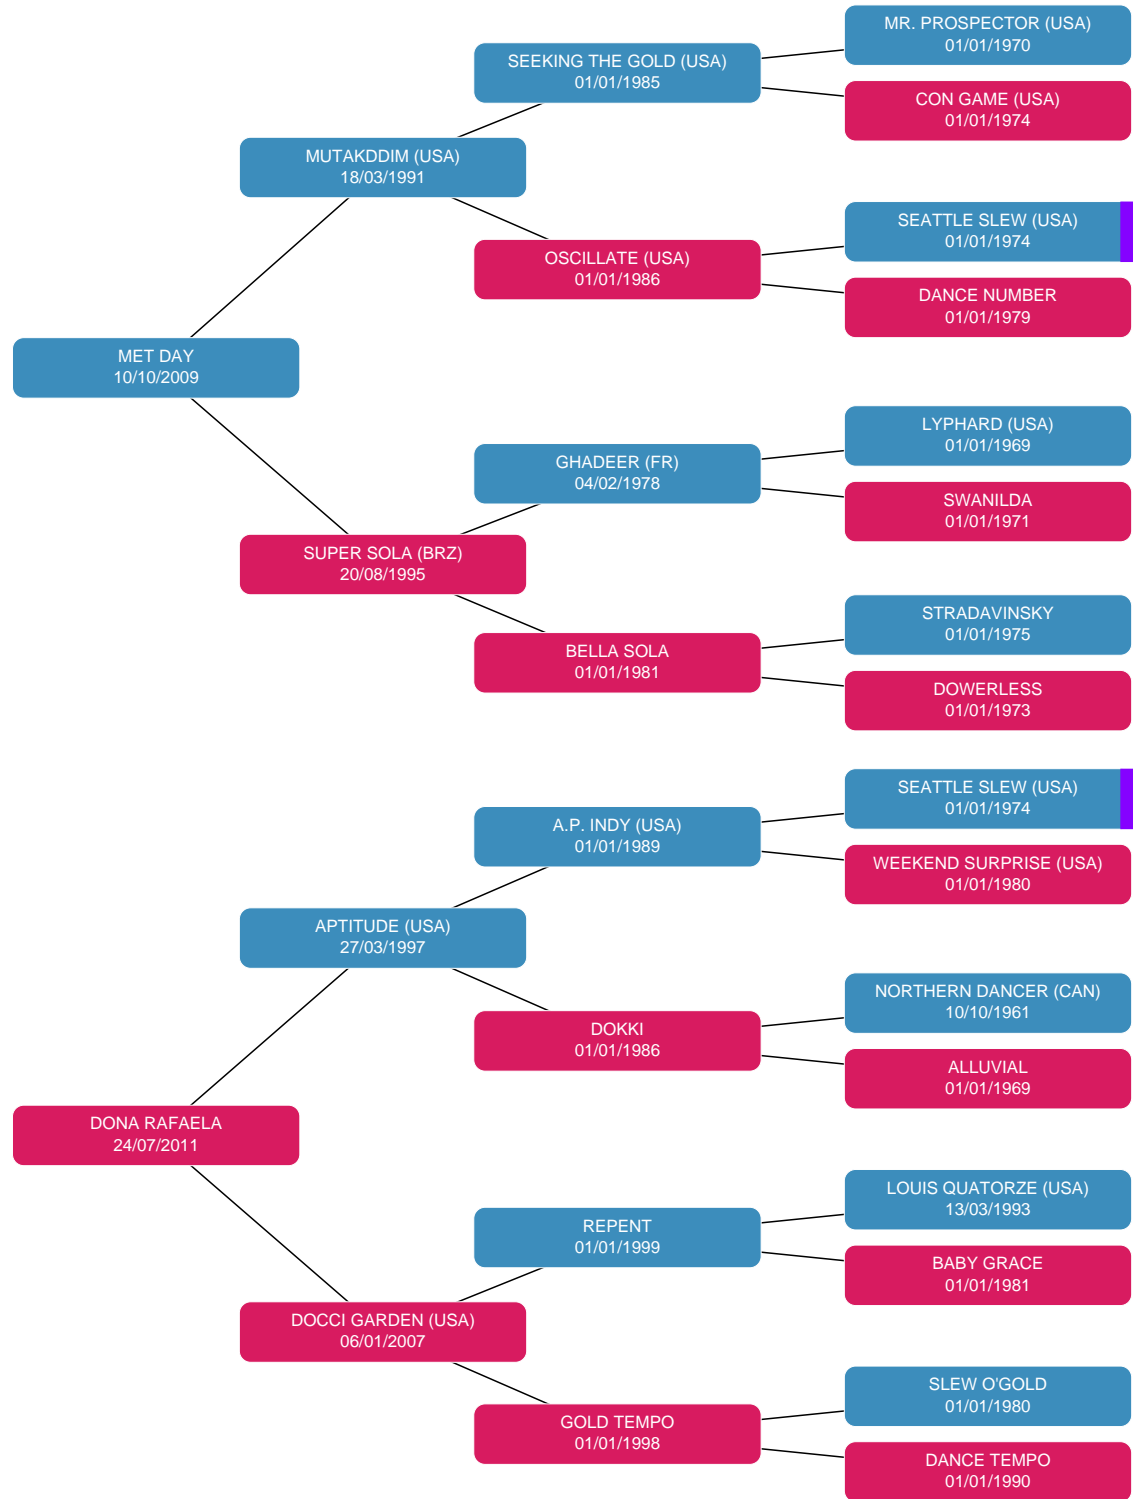 MR. PROSPECTOR (USA)
01/01/1970
SEEKING THE GOLD (USA)
01/01/1985
CON GAME (USA)
01/01/1974
MUTAKDDIM (USA)
18/03/1991
SEATTLE SLEW (USA)
01/01/1974
OSCILLATE (USA)
01/01/1986
DANCE NUMBER
01/01/1979
MET DAY
10/10/2009
LYPHARD (USA)
01/01/1969
GHADEER (FR)
04/02/1978
SWANILDA
01/01/1971
SUPER SOLA (BRZ)
20/08/1995
STRADAVINSKY
01/01/1975
BELLA SOLA
01/01/1981
DOWERLESS
01/01/1973
SEATTLE SLEW (USA)
01/01/1974
A.P. INDY (USA)
01/01/1989
WEEKEND SURPRISE (USA)
01/01/1980
APTITUDE (USA)
27/03/1997
NORTHERN DANCER (CAN)
10/10/1961
DOKKI
01/01/1986
ALLUVIAL
01/01/1969
DONA RAFAELA
24/07/2011
LOUIS QUATORZE (USA)
13/03/1993
REPENT
01/01/1999
BABY GRACE
01/01/1981
DOCCI GARDEN (USA)
06/01/2007
SLEW O'GOLD
01/01/1980
GOLD TEMPO
01/01/1998
DANCE TEMPO
01/01/1990